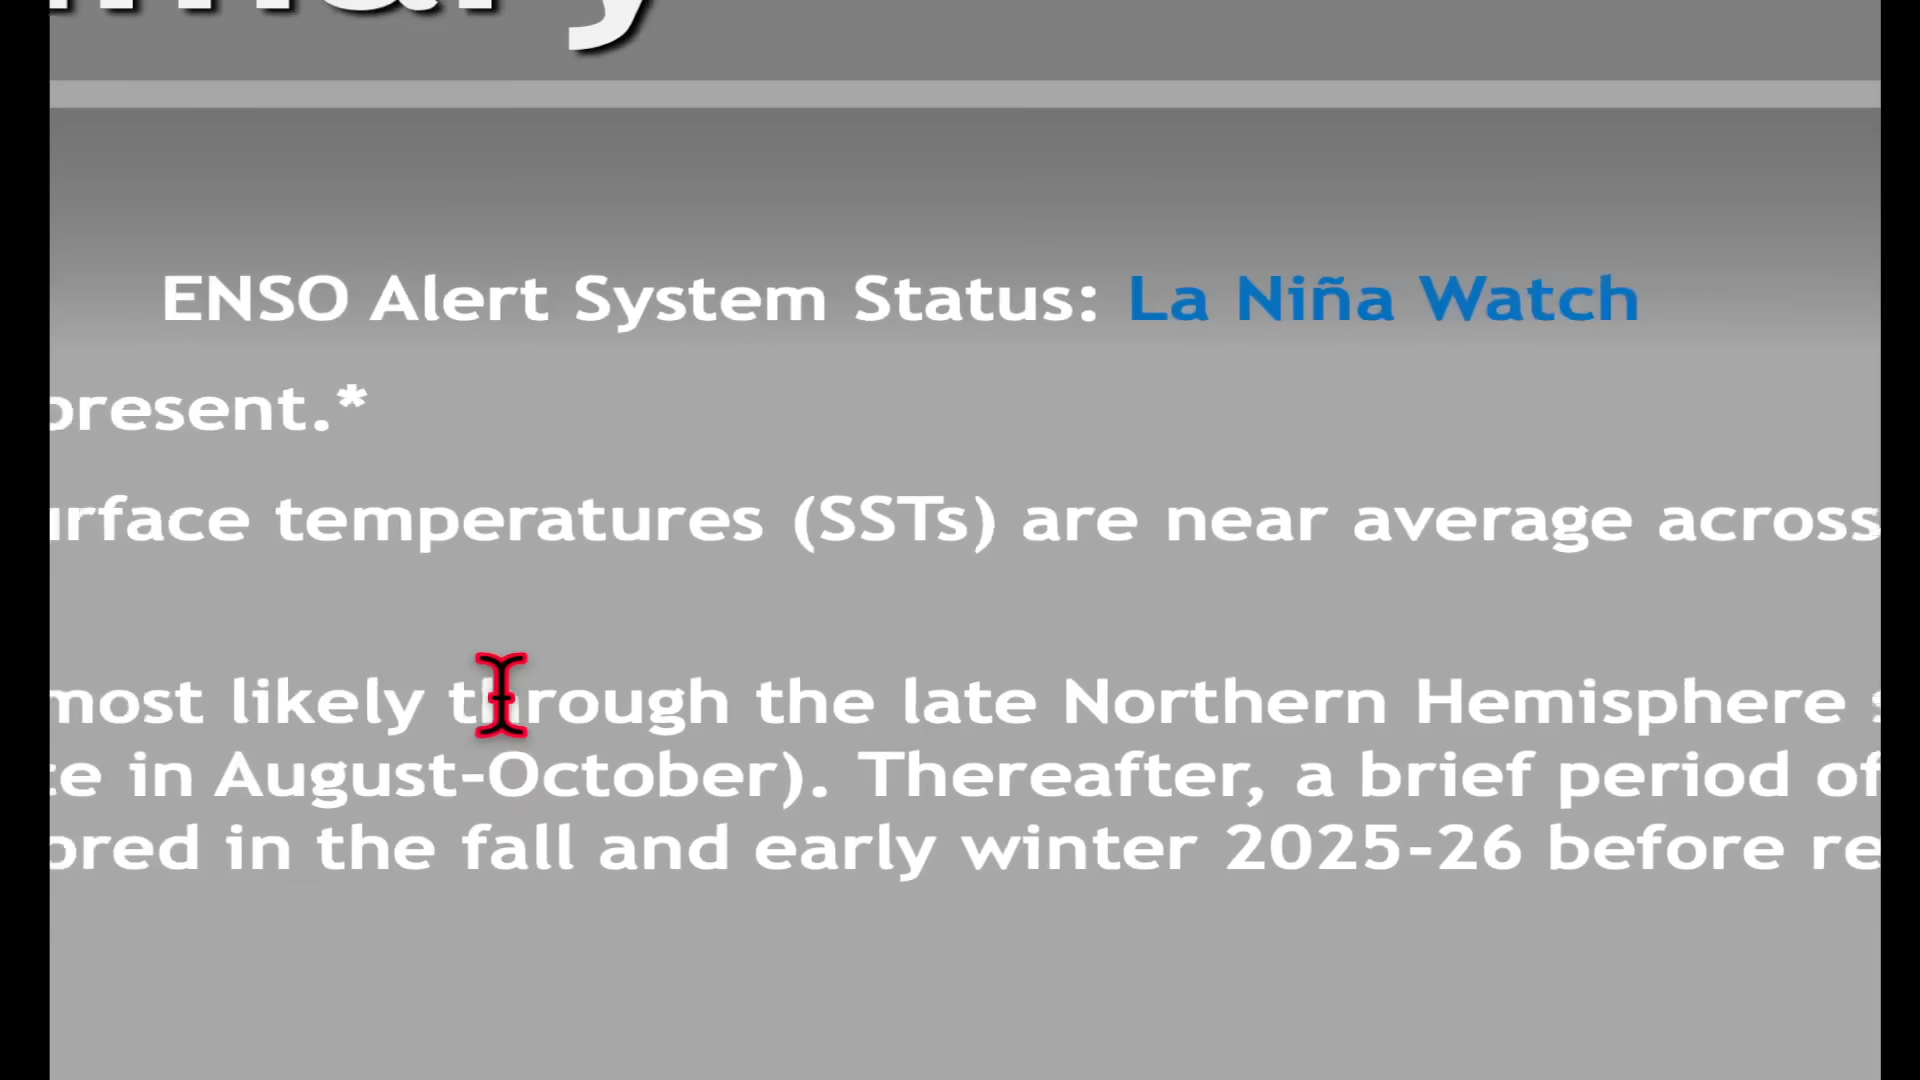 ENSO Alert System Status: La Niña Watch
present.*
urface temperatures (SSTs) are near average across
most likely through the late Northern Hemisphere
e in August-October). Thereafter, a brief period of
ored in the fall and early winter 2025-26 before re